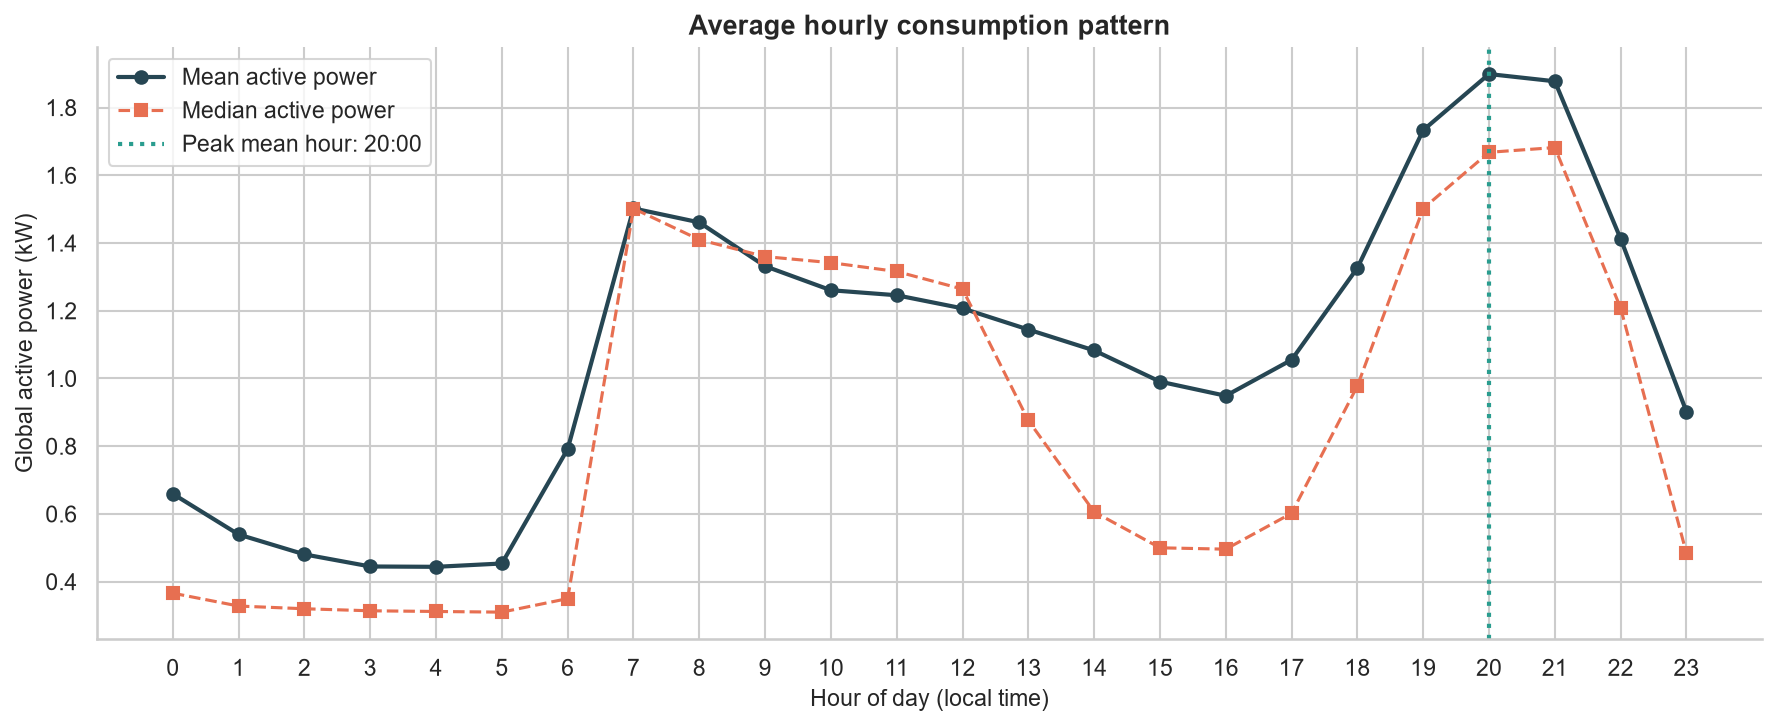 Average hourly consumption pattern
Mean active power
Median active power
Peak mean hour: 20:00
Global active power (kW)
1.8
1.6
1.4
1.2
1.0
0.8
0.6
0.4
0 1 2 3 4 5 6 7 8 9 10 11 12 13 14 15 16 17 18 19 20 21 22 23
Hour of day (local time)